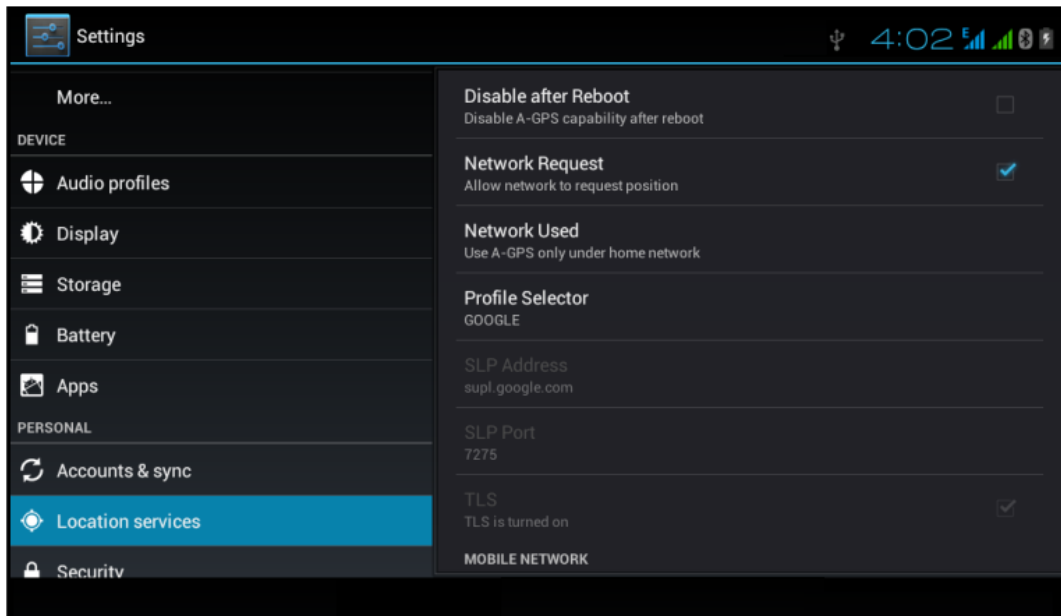 Settings
4:02 E
More...
DEVICE
Audio profiles
Display
Storage
Battery
Apps
PERSONAL
Accounts & sync
Location services
Security
Disable after Reboot
Disable A-GPS capability after reboot
Network Request
Allow network to request position
Network Used
Use A-GPS only under home network
Profile Selector
GOOGLE
SLP Address
supl.google.com
SLP Port
7275
TLS
TLS is turned on
MOBILE NETWORK